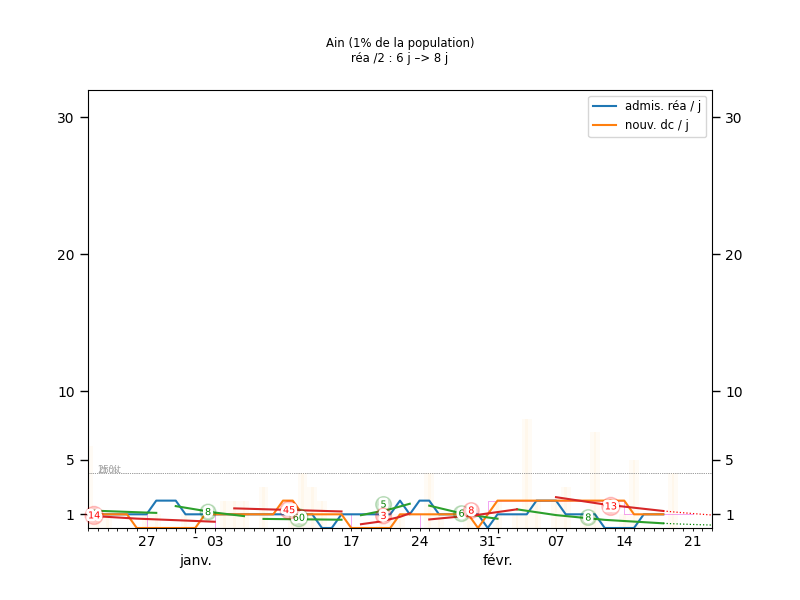 Ain (1% de la population)
réa /2 : 6 j –> 8 j
admis. réa / j
nouv. dc / j
30 30
20 20
10 10
5 5
1 1
14 8 45 60 5 3 6 8 8 13
27 - 03 10 17 24 31 - 07 14 21
janv. févr.